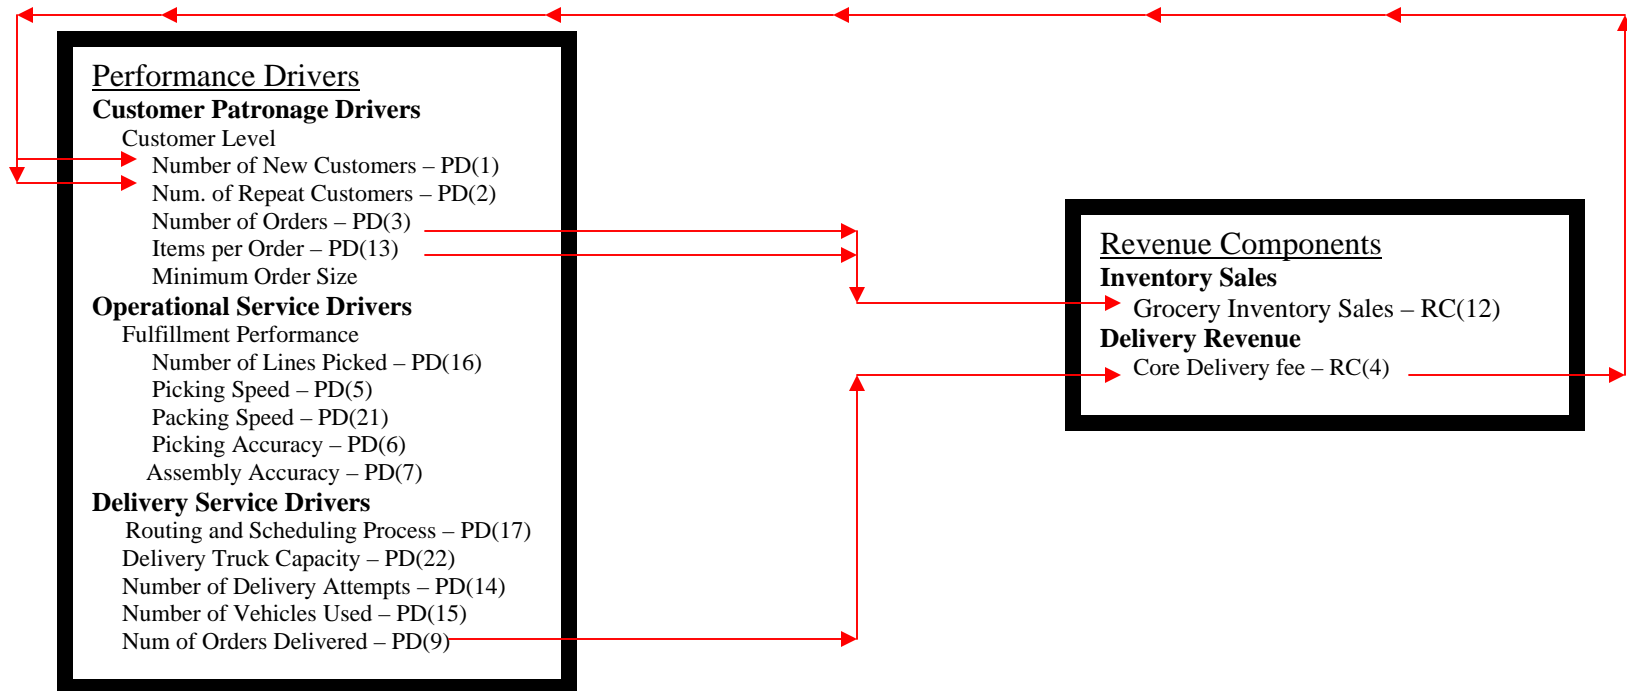 Performance Drivers
Customer Patronage Drivers
Customer Level
Number of New Customers – PD(1)
Num. of Repeat Customers – PD(2)
Number of Orders – PD(3)
Items per Order – PD(13)
Minimum Order Size
Operational Service Drivers
Fulfillment Performance
Number of Lines Picked – PD(16)
Picking Speed – PD(5)
Packing Speed – PD(21)
Picking Accuracy – PD(6)
Assembly Accuracy – PD(7)
Delivery Service Drivers
Routing and Scheduling Process – PD(17)
Delivery Truck Capacity – PD(22)
Number of Delivery Attempts – PD(14)
Number of Vehicles Used – PD(15)
Num of Orders Delivered – PD(9)
Revenue Components
Inventory Sales
Grocery Inventory Sales – RC(12)
Delivery Revenue
Core Delivery fee – RC(4)